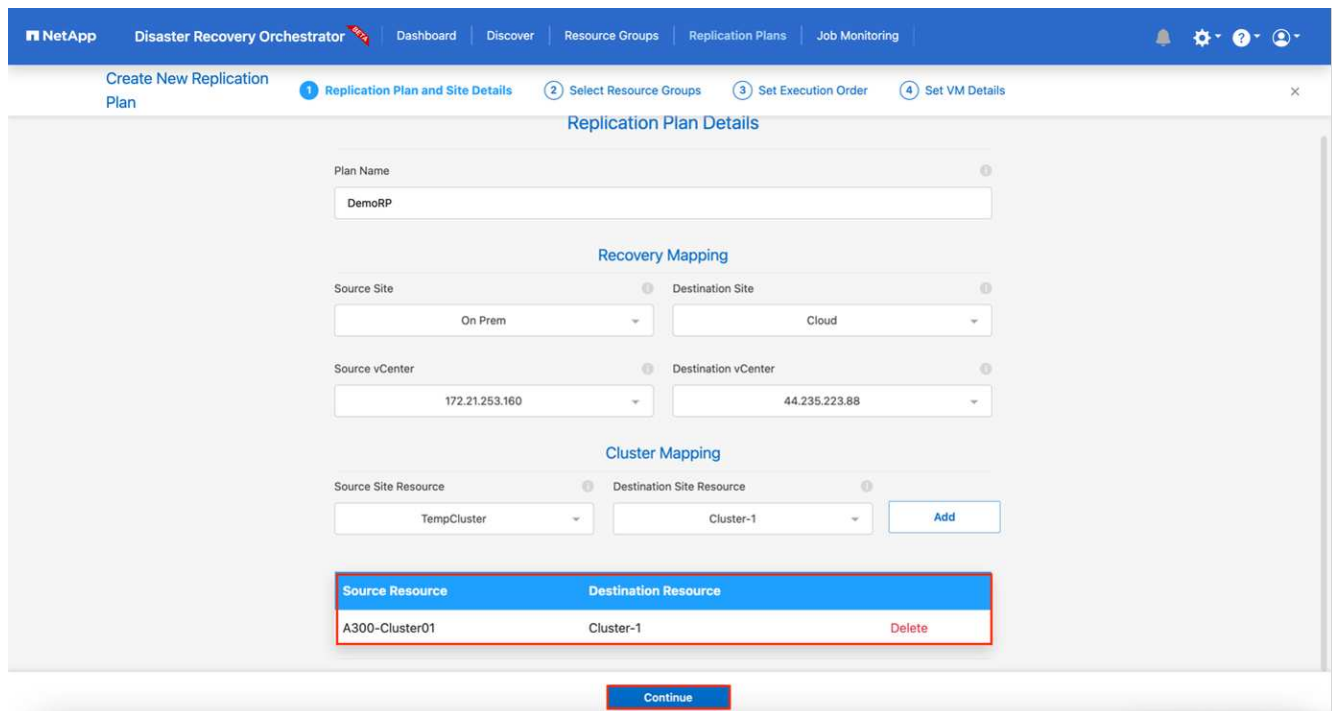 NetApp Disaster Recovery Orchestrator BETA Dashboard Discover Resource Groups Replication Plans Job Monitoring
Create New Replication
Plan
1 Replication Plan and Site Details 2 Select Resource Groups 3 Set Execution Order 4 Set VM Details
Replication Plan Details
Plan Name
DemoRP
Recovery Mapping
Source Site Destination Site
On Prem Cloud
Source vCenter Destination vCenter
172.21.253.160 44.235.223.88
Cluster Mapping
Source Site Resource Destination Site Resource
TempCluster Cluster-1 Add
Source Resource Destination Resource
A300-Cluster01 Cluster-1 Delete
Continue